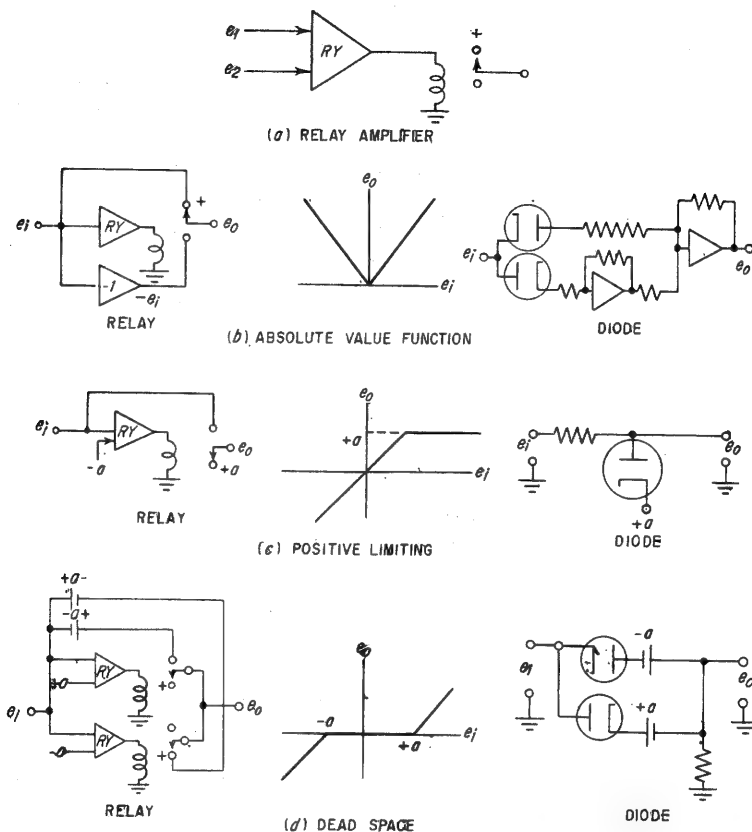 +
e1
RY
e2
(a) RELAY AMPLIFIER
eo
ei
RY
+
eo
-1
-ei
ei
ei
eo
RELAY
DIODE
(b) ABSOLUTE VALUE FUNCTION
eo
ei
RY
eo
+a
-a
+a
ei
ei
eo
RELAY
+a
DIODE
(c) POSITIVE LIMITING
+a-
-a+
RY
+
ei
RY
+
eo
-a
+a
ei
-a
e1
eo
+a
RELAY
DIODE
(d) DEAD SPACE